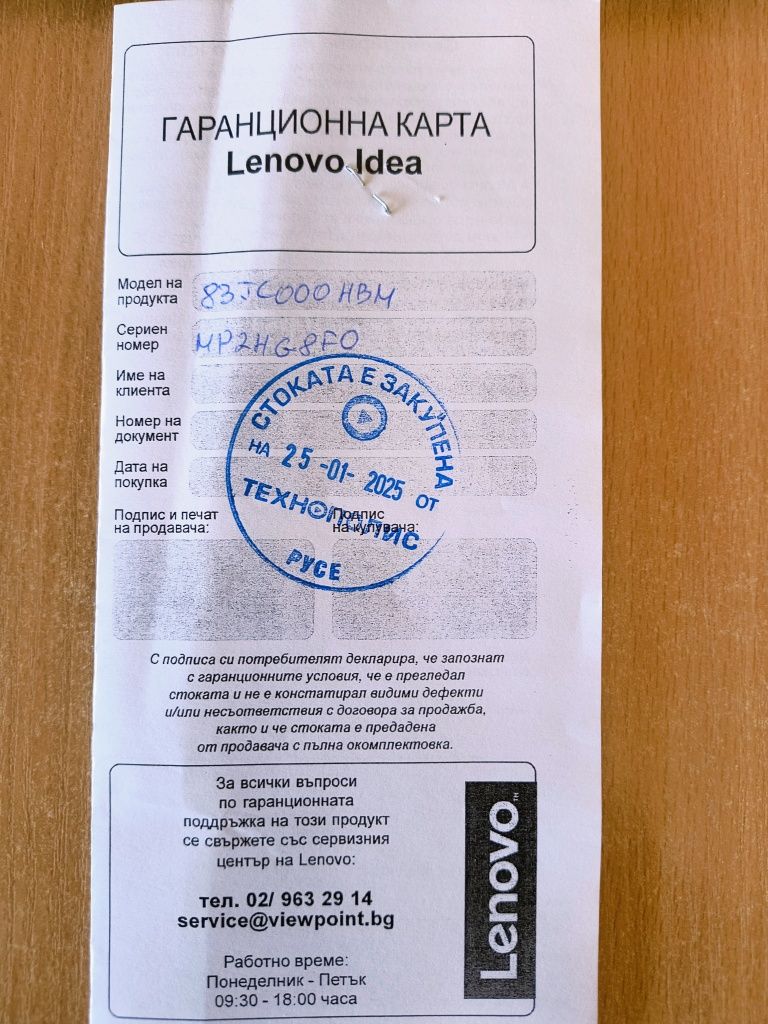 ГАРАНЦИОННА КАРТА
Lenovo Idea
Модел на
продукта
83JC000HBM
Сериен
номер
MP2HG8F0
Име на
клиента
Номер на
документ
Дата на
покупка
СТОКАТА Е ЗАКУПЕНА
НА 25-01-2025 ОТ
ТЕХНОПОЛИС
РУСЕ
Подпис и печат
на продавача:
Подпис
на купувача:
С подписа си потребителят декларира, че запознат
с гаранционните условия, че е прегледал
стоката и не е констатирал видими дефекти
и/или несъответствия с договора за продажба,
както и че стоката е предадена
от продавача с пълна окомплектовка.
За всички въпроси
по гаранционната
поддръжка на този продукт
се свържете със сервизния
център на Lenovo:
тел. 02/ 963 29 14
service@viewpoint.bg
Работно време:
Понеделник - Петък
09:30 - 18:00 часа
Lenovo™